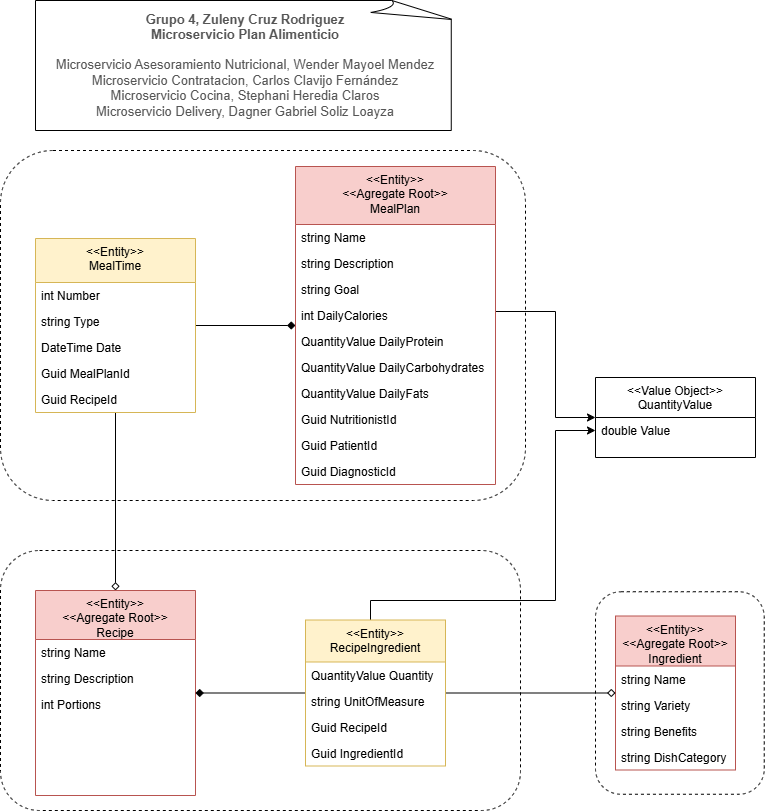 Grupo 4, Zuleny Cruz Rodriguez
Microservicio Plan Alimenticio
Microservicio Asesoramiento Nutricional, Wender Mayoel Mendez
Microservicio Contratacion, Carlos Clavijo Fernández
Microservicio Cocina, Stephani Heredia Claros
Microservicio Delivery, Dagner Gabriel Soliz Loayza
<<Entity>>
<<Agregate Root>>
MealPlan
string Name
string Description
string Goal
int DailyCalories
QuantityValue DailyProtein
QuantityValue DailyCarbohydrates
QuantityValue DailyFats
Guid NutritionistId
Guid PatientId
Guid DiagnosticId
<<Entity>>
MealTime
int Number
string Type
DateTime Date
Guid MealPlanId
Guid RecipeId
<<Value Object>>
QuantityValue
double Value
<<Entity>>
<<Agregate Root>>
Recipe
string Name
string Description
int Portions
<<Entity>>
RecipeIngredient
QuantityValue Quantity
string UnitOfMeasure
Guid RecipeId
Guid IngredientId
<<Entity>>
<<Agregate Root>>
Ingredient
string Name
string Variety
string Benefits
string DishCategory